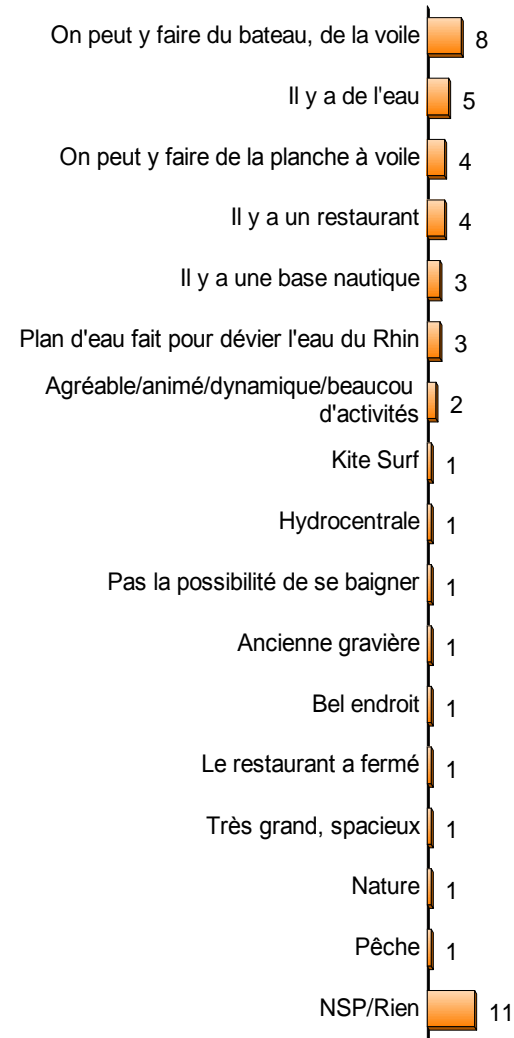 On peut y faire du bateau, de la voile 8
Il y a de l'eau 5
On peut y faire de la planche à voile 4
Il y a un restaurant 4
Il y a une base nautique 3
Plan d'eau fait pour dévier l'eau du Rhin 3
Agréable/animé/dynamique/beaucou
d'activités 2
Kite Surf 1
Hydrocentrale 1
Pas la possibilité de se baigner 1
Ancienne gravière 1
Bel endroit 1
Le restaurant a fermé 1
Très grand, spacieux 1
Nature 1
Pêche 1
NSP/Rien 11